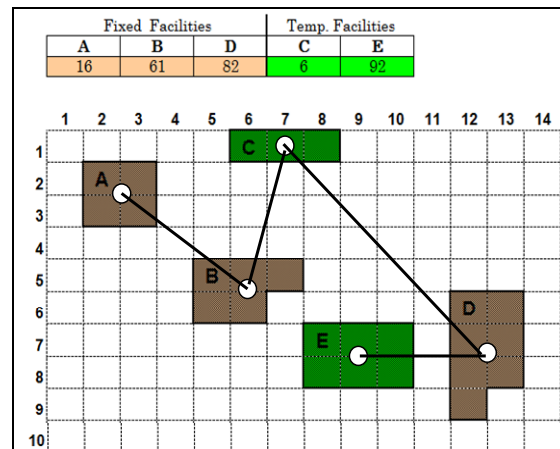 Fixed Facilities Temp. Facilities
A B D C E
16 61 82 6 92
1 2 3 4 5 6 7 8 9 10 11 12 13 14
1
C
2
A
3
4
5
B
6
D
7
E
8
9
10